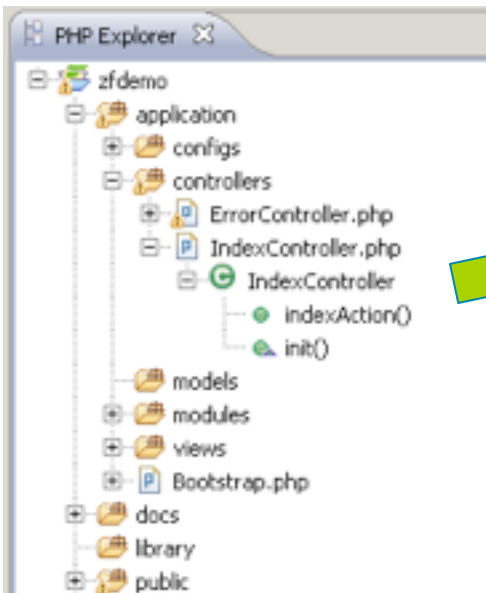 PHP Explorer
zfdemo
application
configs
controllers
ErrorController.php
IndexController.php
IndexController
indexAction()
init()
models
modules
views
Bootstrap.php
docs
library
public